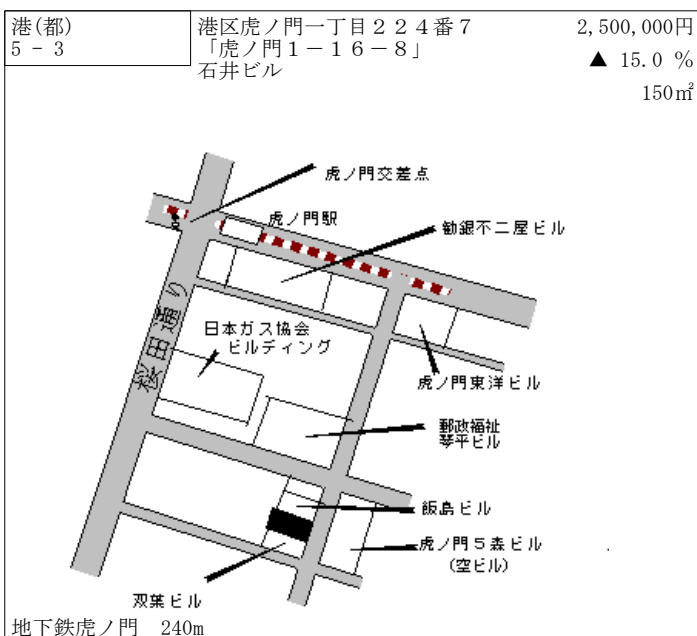 港(都)
5 - 3
港区虎ノ門一丁目224番7
「虎ノ門1-16-8」
石井ビル
2,500,000円
▲ 15.0 %
150㎡
虎ノ門交差点
虎ノ門駅
勧銀不二屋ビル
桜田通り
日本ガス協会
ビルディング
虎ノ門東洋ビル
郵政福祉
琴平ビル
飯島ビル
虎ノ門5森ビル
(空ビル)
双葉ビル
地下鉄虎ノ門 240m